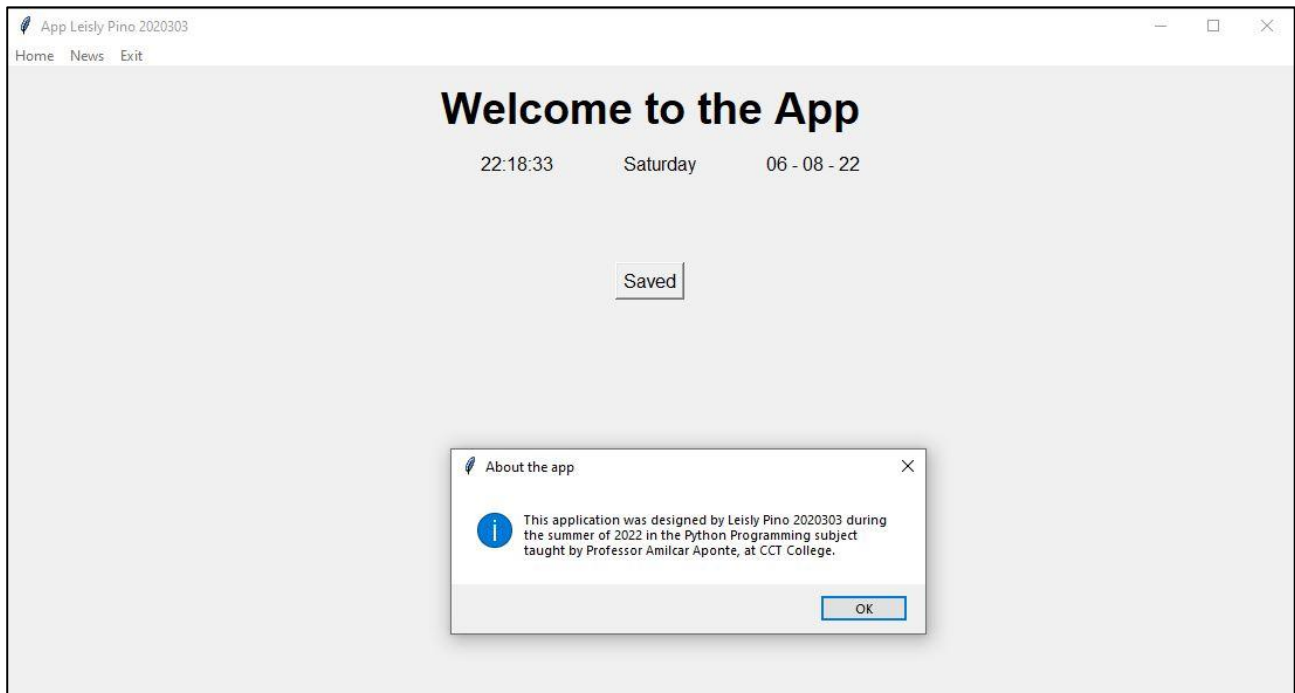 App Leisly Pino 2020303
Home News Exit
Welcome to the App
22:18:33 Saturday 06 - 08 - 22
Saved
About the app
This application was designed by Leisly Pino 2020303 during
the summer of 2022 in the Python Programming subject
taught by Professor Amilcar Aponte, at CCT College.
OK